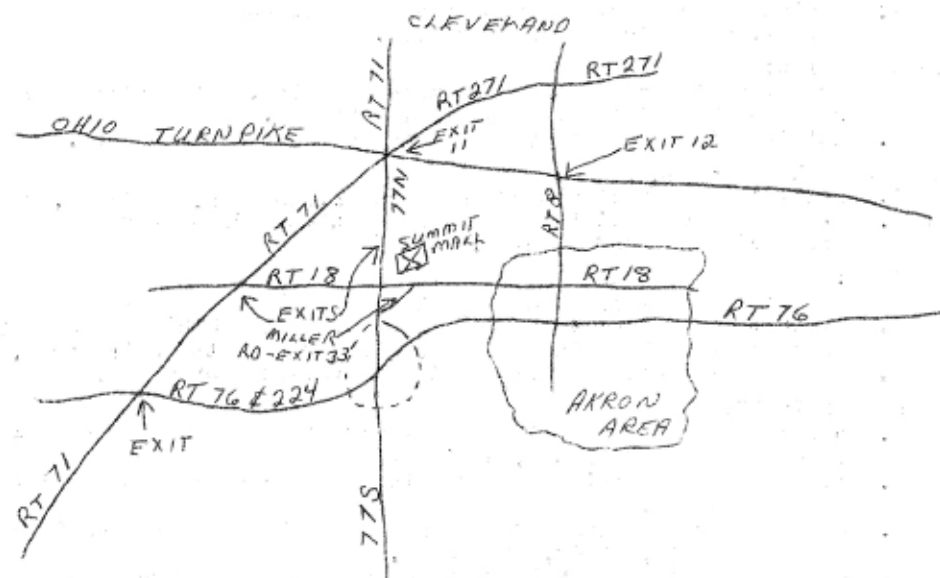 CLEVELAND
RT 71
RT 271
RT 271
OHIO TURNPIKE
EXIT
11
EXIT 12
77N
RT 8
RT 71
SUMMIT
MALL
RT 18
RT 18
EXITS
MILLER
RD-EXIT 33
RT 76
RT 76 & 224
AKRON
AREA
EXIT
RT 71
77S